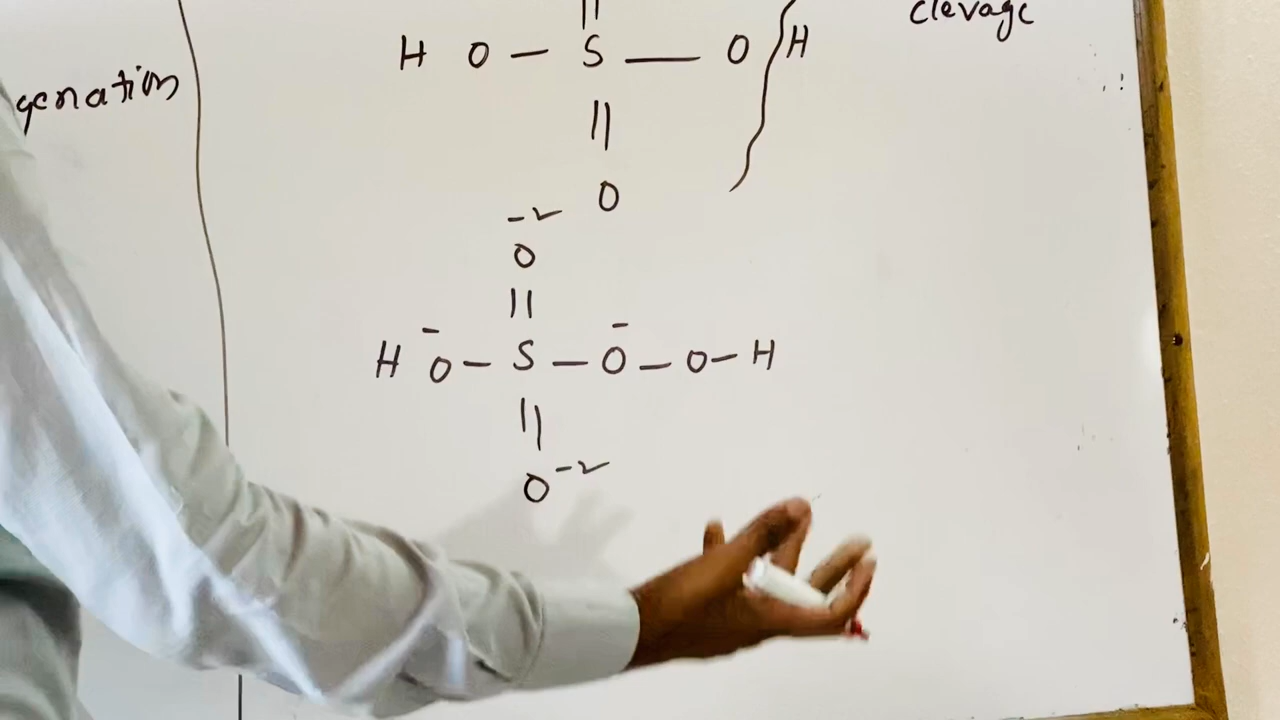 clevage
||
H O — S — O H
genation
||
O
-2
O
||
- -
H O — S — O — O — H
||
O -2